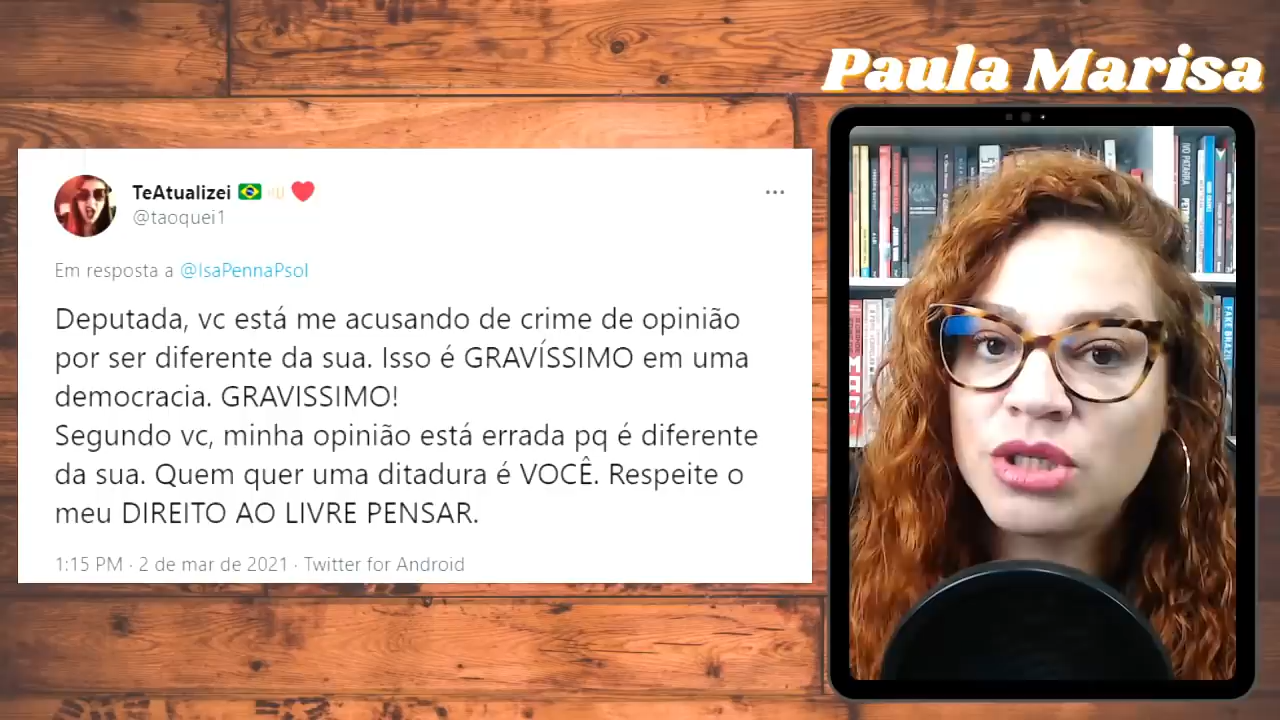 Paula Marisa
TeAtualizei
@taoquei1
Em resposta a @IsaPennaPsol
Deputada, vc está me acusando de crime de opinião
por ser diferente da sua. Isso é GRAVÍSSIMO em uma
democracia. GRAVISSIMO!
Segundo vc, minha opinião está errada pq é diferente
da sua. Quem quer uma ditadura é VOCÊ. Respeite o
meu DIREITO AO LIVRE PENSAR.
1:15 PM · 2 de mar de 2021 · Twitter for Android
FAKE BRAZIL